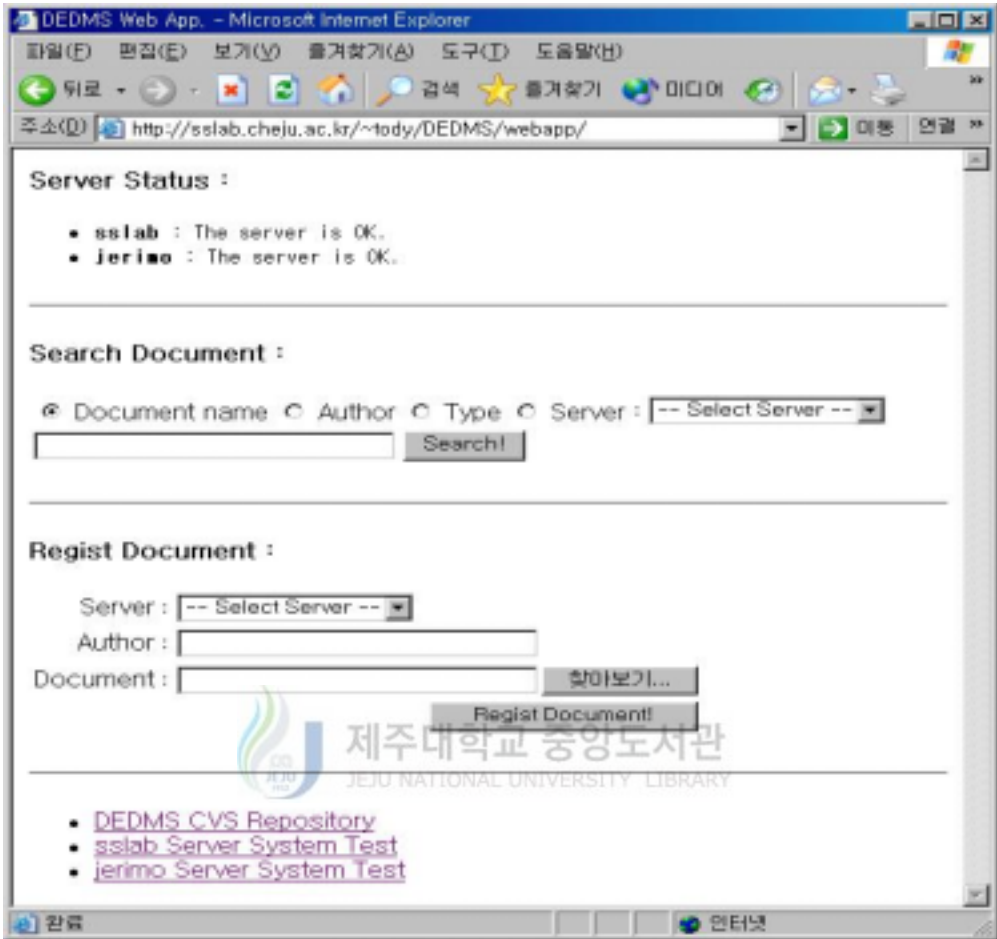 DEDMS Web App. - Microsoft Internet Explorer
파일(F) 편집(E) 보기(V) 즐겨찾기(A) 도구(T) 도움말(H)
뒤로 검색 즐겨찾기 미디어
주소(D) http://sslab.cheju.ac.kr/~tody/DEDMS/webapp/ 이동 연결
Server Status :
sslab : The server is OK.
jerimo : The server is OK.
Search Document :
Document name Author Type Server : -- Select Server --
Search!
Regist Document :
Server : -- Select Server --
Author :
Document : 찾아보기...
Regist Document!
제주대학교 중앙도서관
JEJU NATIONAL UNIVERSITY LIBRARY
JEJU
1952
DEDMS CVS Repository
sslab Server System Test
jerimo Server System Test
완료 인터넷